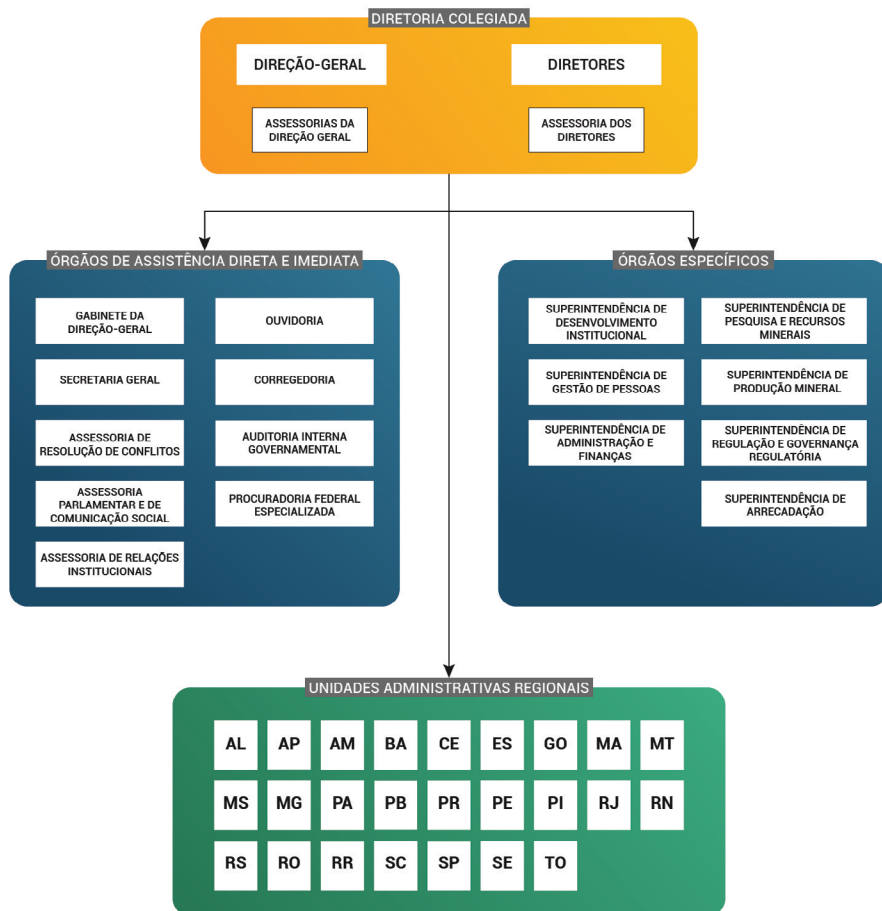 DIRETORIA COLEGIADA
DIREÇÃO-GERAL
DIRETORES
ASSESSORIAS DA
DIREÇÃO GERAL
ASSESSORIA DOS
DIRETORES
ÓRGÃOS DE ASSISTÊNCIA DIRETA E IMEDIATA
GABINETE DA
DIREÇÃO-GERAL
OUVIDORIA
SECRETARIA GERAL
CORREGEDORIA
ASSESSORIA DE
RESOLUÇÃO DE CONFLITOS
AUDITORIA INTERNA
GOVERNAMENTAL
ASSESSORIA
PARLAMENTAR E DE
COMUNICAÇÃO SOCIAL
PROCURADORIA FEDERAL
ESPECIALIZADA
ASSESSORIA DE RELAÇÕES
INSTITUCIONAIS
ÓRGÃOS ESPECÍFICOS
SUPERINTENDÊNCIA DE
DESENVOLVIMENTO
INSTITUCIONAL
SUPERINTENDÊNCIA DE
PESQUISA E RECURSOS
MINERAIS
SUPERINTENDÊNCIA DE
GESTÃO DE PESSOAS
SUPERINTENDÊNCIA DE
PRODUÇÃO MINERAL
SUPERINTENDÊNCIA DE
ADMINISTRAÇÃO E
FINANÇAS
SUPERINTENDÊNCIA DE
REGULAÇÃO E GOVERNANÇA
REGULATÓRIA
SUPERINTENDÊNCIA DE
ARRECADAÇÃO
UNIDADES ADMINISTRATIVAS REGIONAIS
AL AP AM BA CE ES GO MA MT
MS MG PA PB PR PE PI RJ RN
RS RO RR SC SP SE TO